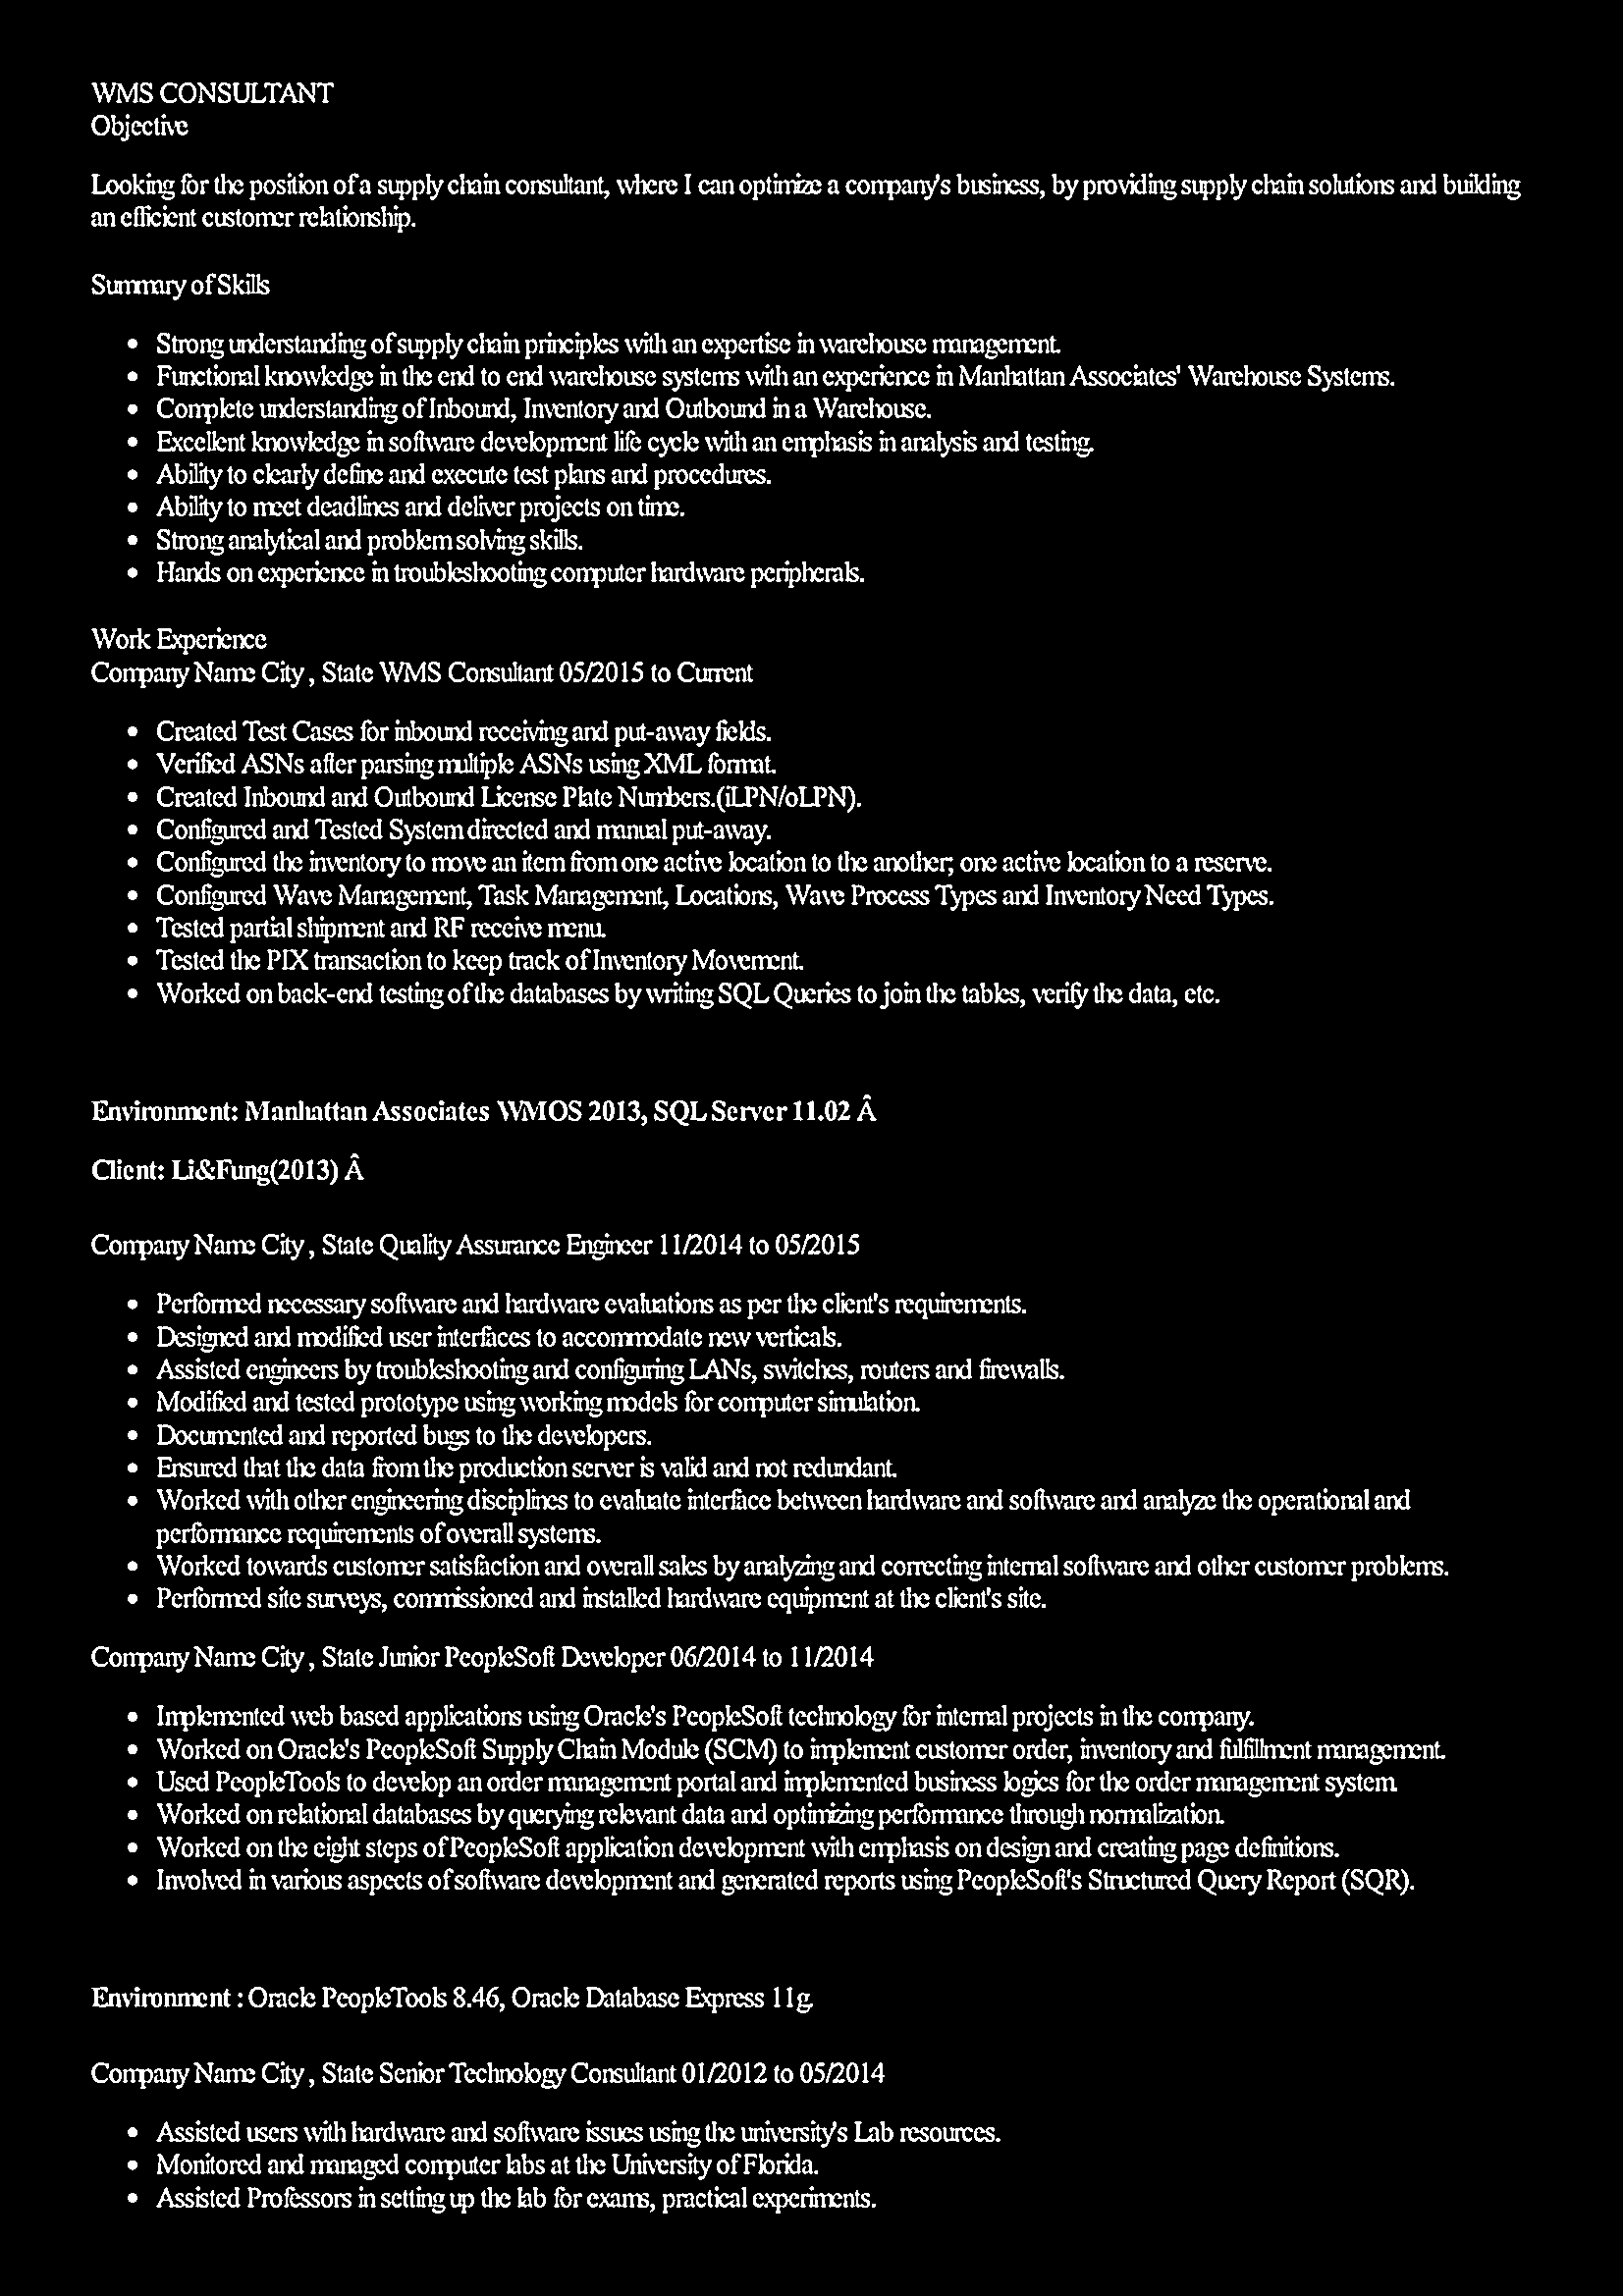 WMS CONSULTANT
Objective
Looking for the position of a supply chain consultant, where I can optimize a company's business, by providing supply chain solutions and building
an efficient customer relationship.
Summary of Skills
• Strong understanding of supply chain principles with an expertise in warehouse management.
• Functional knowledge in the end to end warehouse systems with an experience in Manhattan Associates' Warehouse Systems.
• Complete understanding of Inbound, Inventory and Outbound in a Warehouse.
• Excellent knowledge in software development life cycle with an emphasis in analysis and testing.
• Ability to clearly define and execute test plans and procedures.
• Ability to meet deadlines and deliver projects on time.
• Strong analytical and problem solving skills.
• Hands on experience in troubleshooting computer hardware peripherals.
Work Experience
Company Name City , State WMS Consultant 05/2015 to Current
• Created Test Cases for inbound receiving and put-away fields.
• Verified ASNs after parsing multiple ASNs using XML format.
• Created Inbound and Outbound License Plate Numbers.(iLPN/oLPN).
• Configured and Tested System directed and manual put-away.
• Configured the inventory to move an item from one active location to the another; one active location to a reserve.
• Configured Wave Management, Task Management, Locations, Wave Process Types and Inventory Need Types.
• Tested partial shipment and RF receive menu.
• Tested the PIX transaction to keep track of Inventory Movement.
• Worked on back-end testing of the databases by writing SQL Queries to join the tables, verify the data, etc.
Environment: Manhattan Associates WMOS 2013, SQL Server 11.02 Â
Client: Li&Fung(2013) Â
Company Name City , State Quality Assurance Engineer 11/2014 to 05/2015
• Performed necessary software and hardware evaluations as per the client's requirements.
• Designed and modified user interfaces to accommodate new verticals.
• Assisted engineers by troubleshooting and configuring LANs, switches, routers and firewalls.
• Modified and tested prototype using working models for computer simulation.
• Documented and reported bugs to the developers.
• Ensured that the data from the production server is valid and not redundant.
• Worked with other engineering disciplines to evaluate interface between hardware and software and analyze the operational and
performance requirements of overall systems.
• Worked towards customer satisfaction and overall sales by analyzing and correcting internal software and other customer problems.
• Performed site surveys, commissioned and installed hardware equipment at the client's site.
Company Name City , State Junior PeopleSoft Developer 06/2014 to 11/2014
• Implemented web based applications using Oracle's PeopleSoft technology for internal projects in the company.
• Worked on Oracle's PeopleSoft Supply Chain Module (SCM) to implement customer order, inventory and fulfillment management.
• Used PeopleTools to develop an order management portal and implemented business logics for the order management system.
• Worked on relational databases by querying relevant data and optimizing performance through normalization.
• Worked on the eight steps of PeopleSoft application development with emphasis on design and creating page definitions.
• Involved in various aspects of software development and generated reports using PeopleSoft's Structured Query Report (SQR).
Environment : Oracle PeopleTools 8.46, Oracle Database Express 11g.
Company Name City , State Senior Technology Consultant 01/2012 to 05/2014
• Assisted users with hardware and software issues using the university's Lab resources.
• Monitored and managed computer labs at the University of Florida.
• Assisted Professors in setting up the lab for exams, practical experiments.